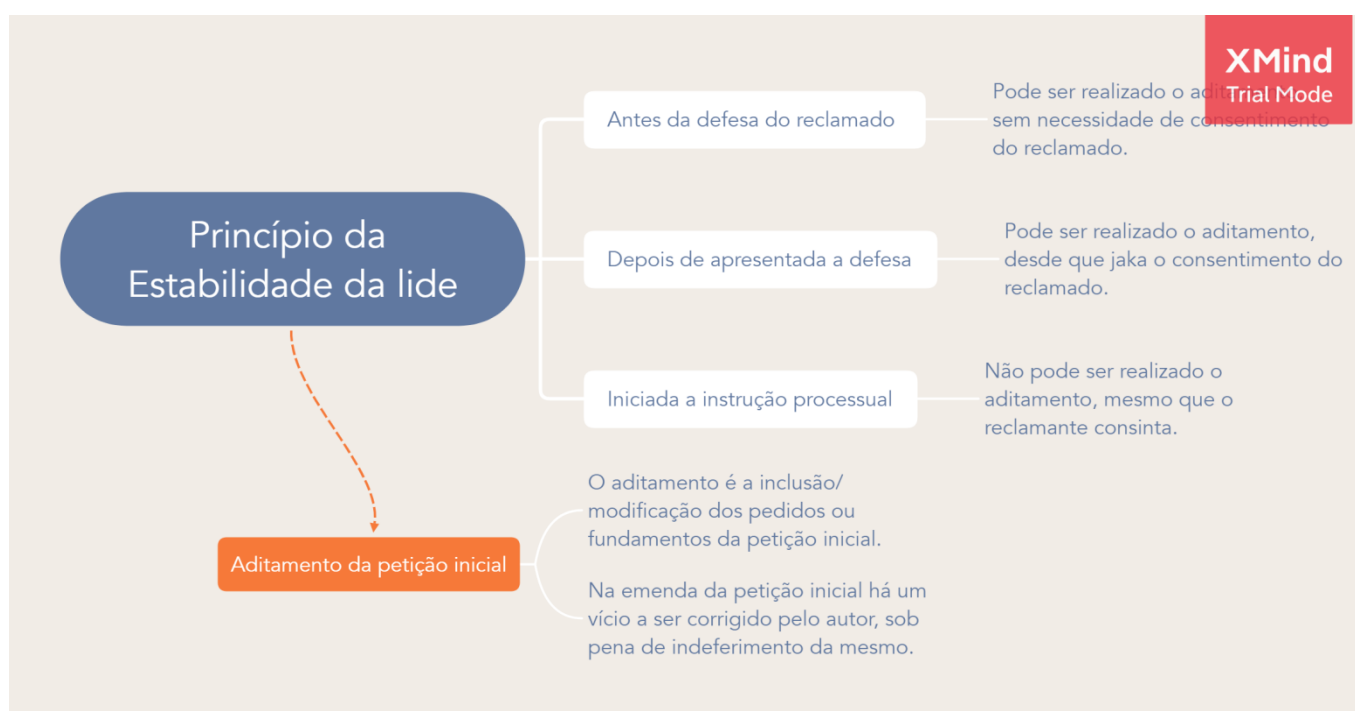 XMind
Trial Mode
Antes da defesa do reclamado
Pode ser realizado o aditamento
sem necessidade de consentimento
do reclamado.
Princípio da
Estabilidade da lide
Depois de apresentada a defesa
Pode ser realizado o aditamento,
desde que jaka o consentimento do
reclamado.
Iniciada a instrução processual
Não pode ser realizado o
aditamento, mesmo que o
reclamante consinta.
Aditamento da petição inicial
O aditamento é a inclusão/
modificação dos pedidos ou
fundamentos da petição inicial.
Na emenda da petição inicial há um
vício a ser corrigido pelo autor, sob
pena de indeferimento da mesmo.